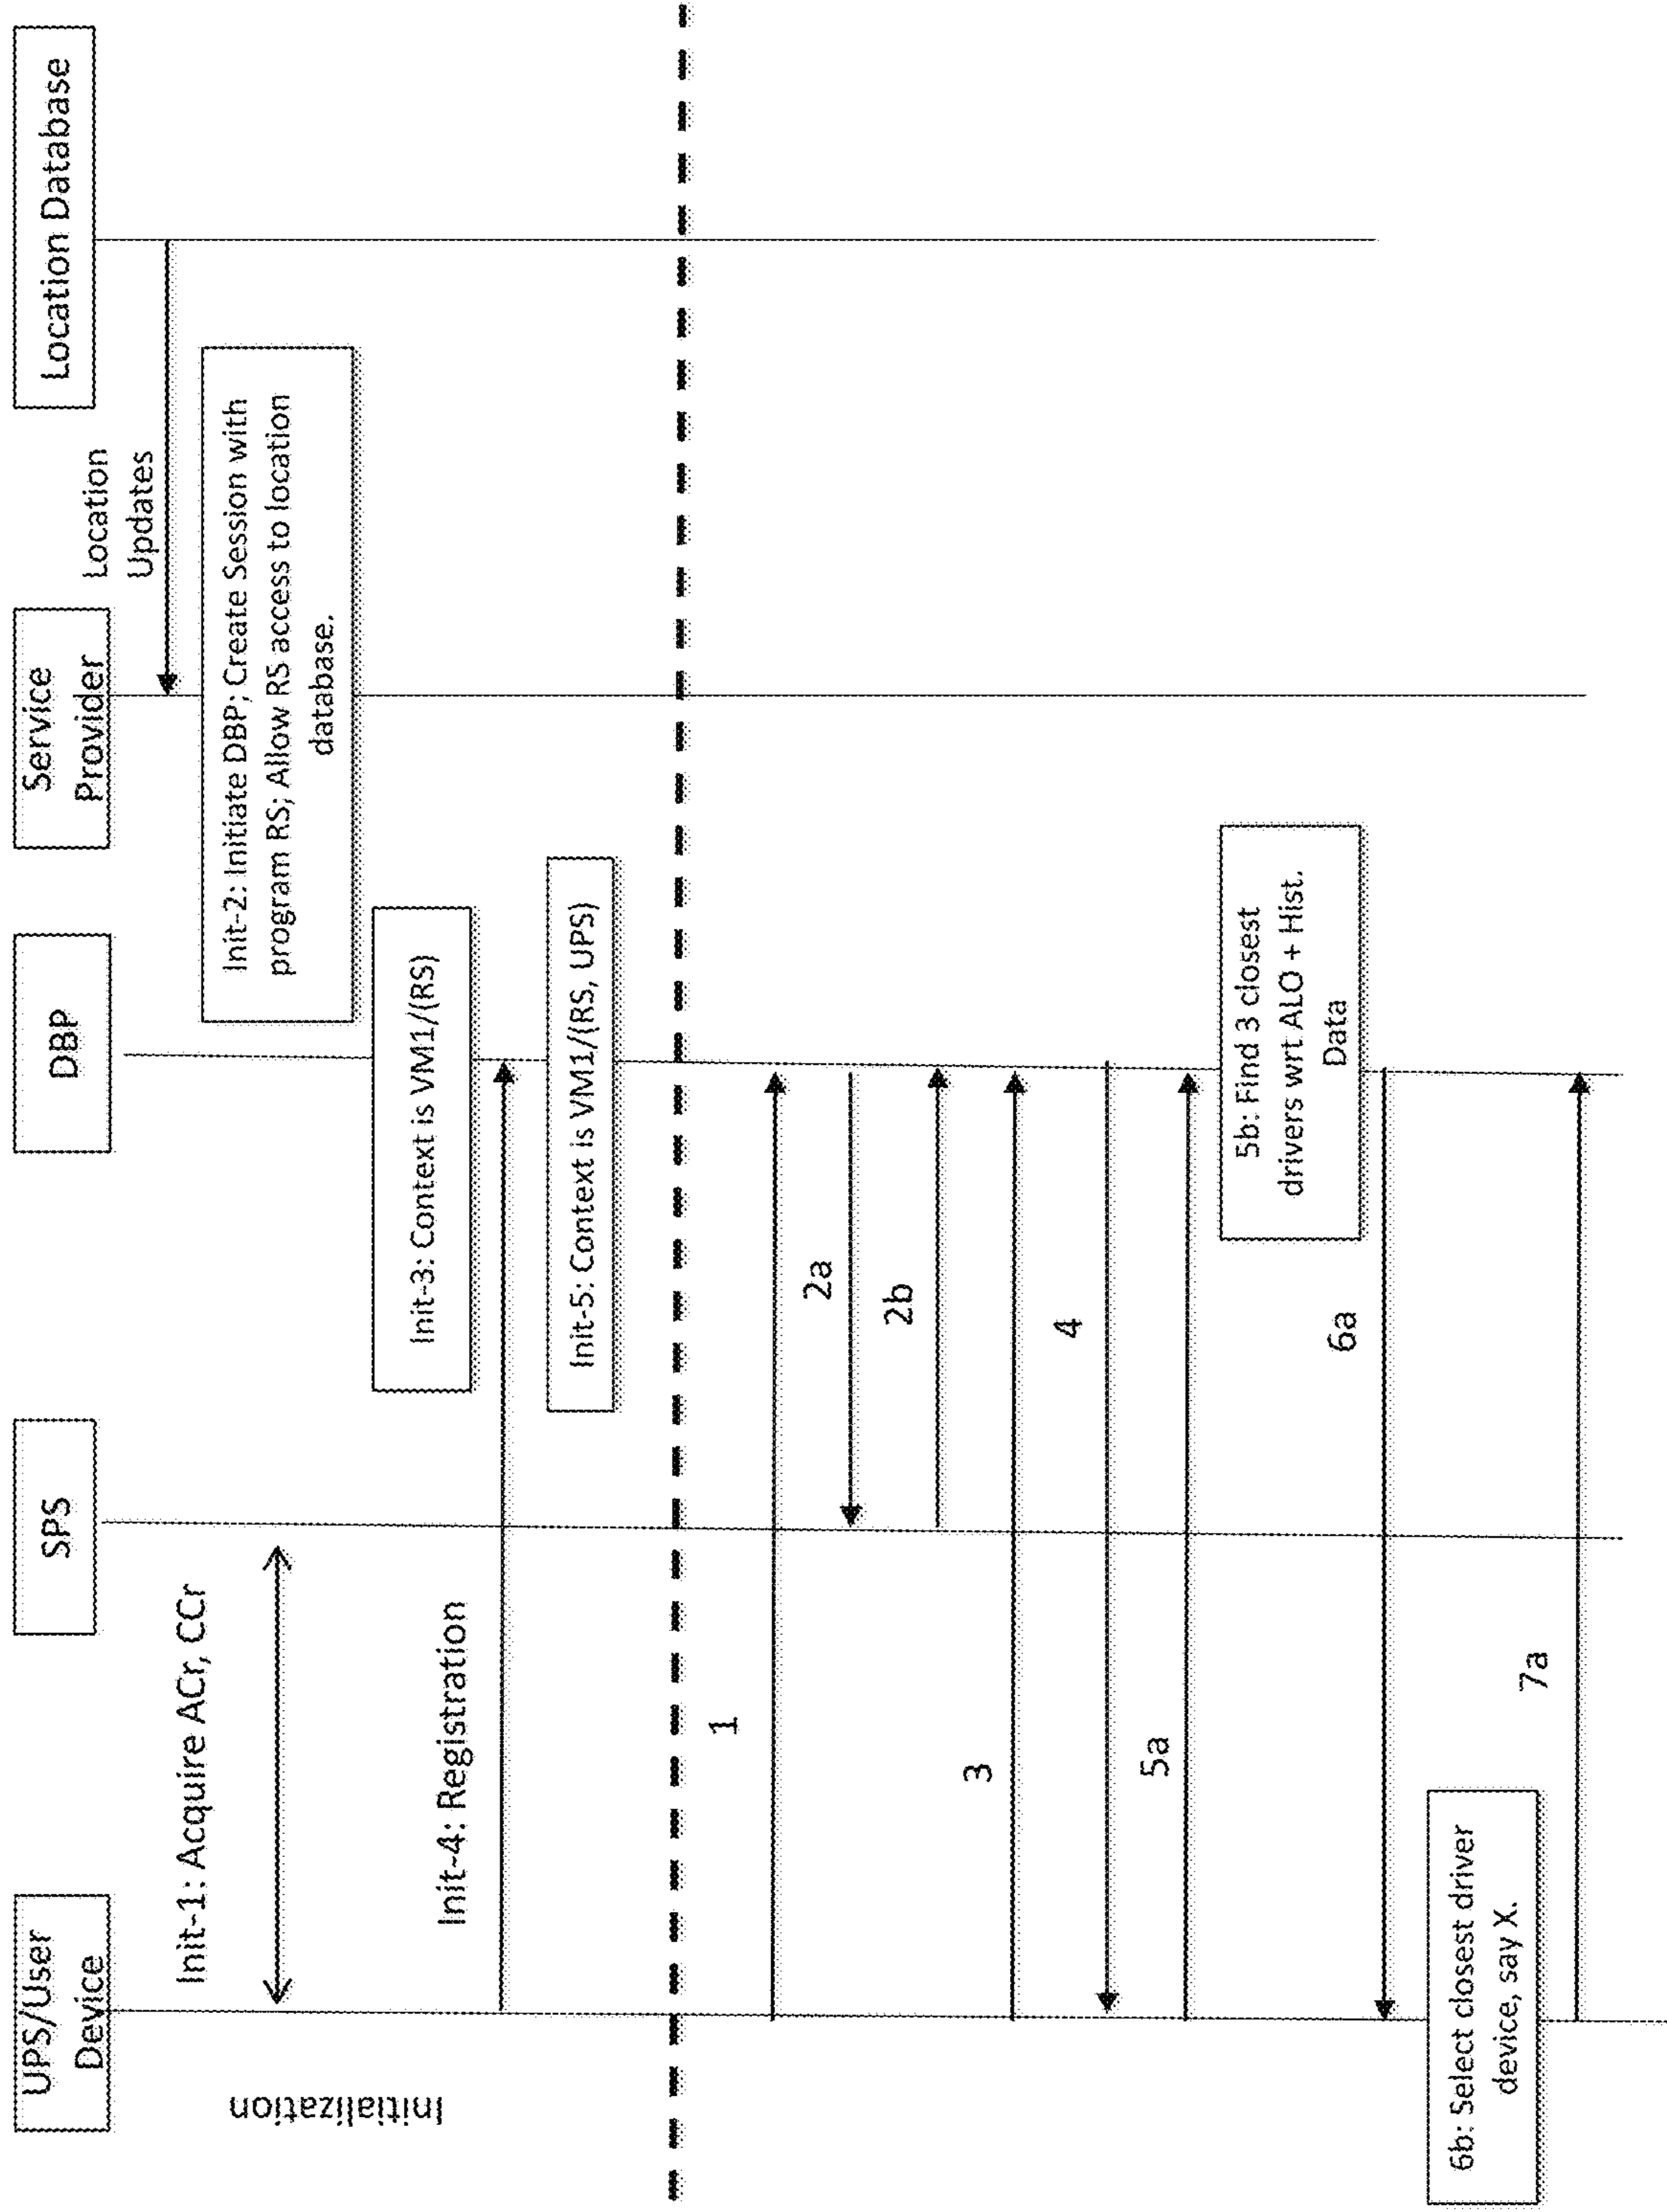 UPS/User
Device
SPS
DBP
Service
Provider
Location Database
Location
Updates
Init-1: Acquire ACr, CCr
Init-2: Initiate DBP; Create Session with
program RS; Allow RS access to location
database.
Initialization
Init-3: Context is VM1/(RS)
Init-4: Registration
Init-5: Context is VM1/(RS, UPS)
1
2a
2b
3
4
5a
5b: Find 3 closest
drivers wrt ALO + Hist.
Data
6a
6b: Select closest driver
device, say X.
7a